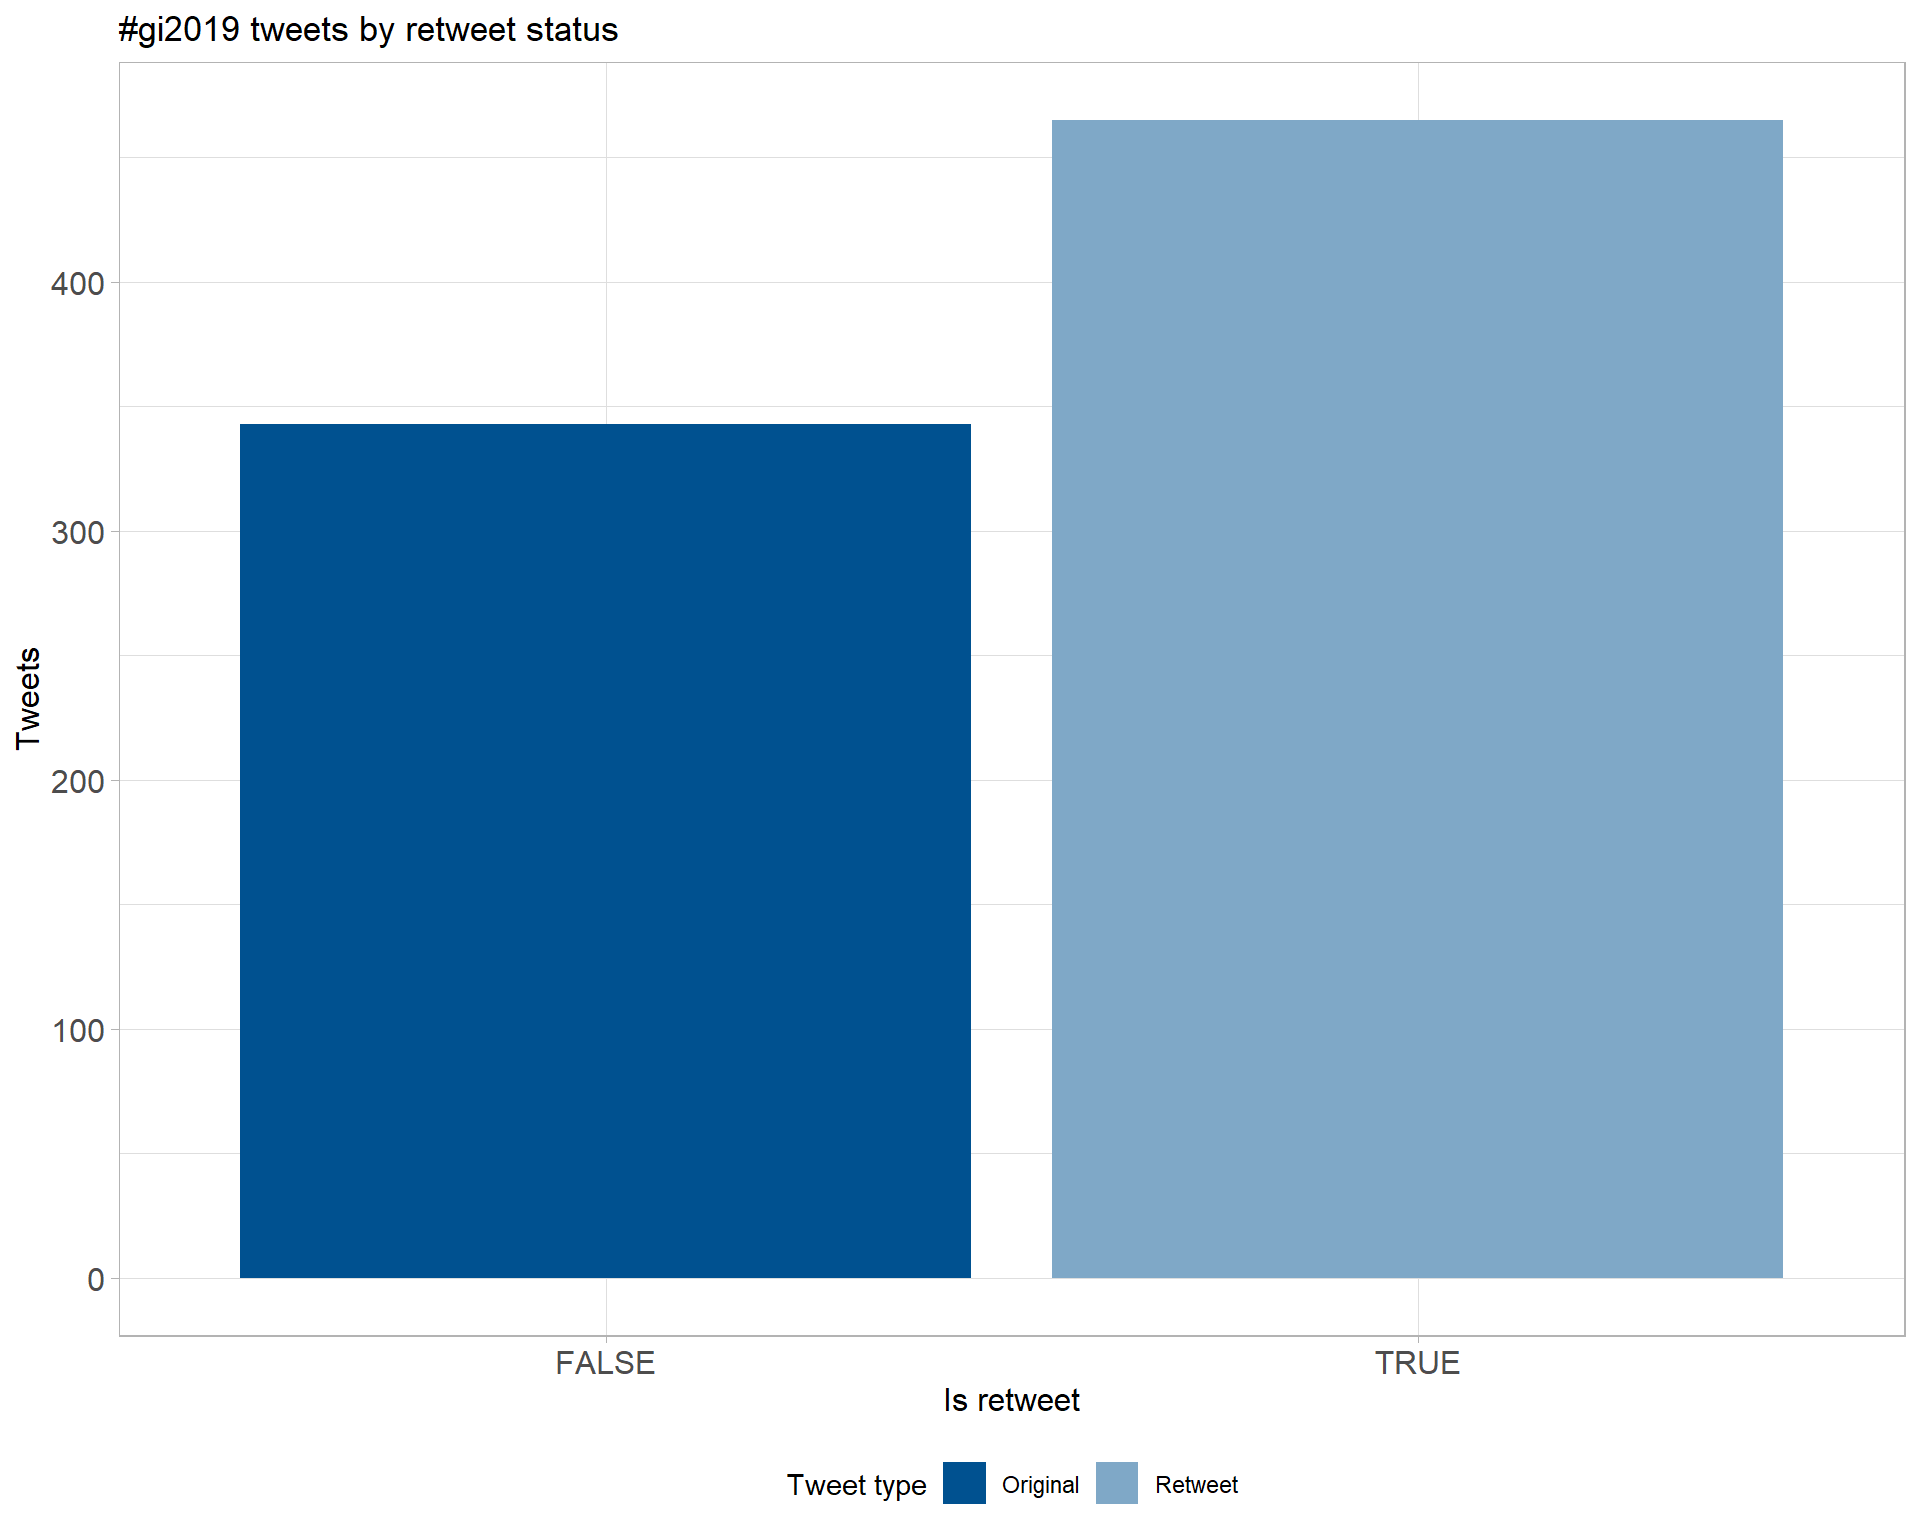 #gi2019 tweets by retweet status
Tweets
400
300
200
100
0
FALSE
TRUE
Is retweet
Tweet type
Original
Retweet